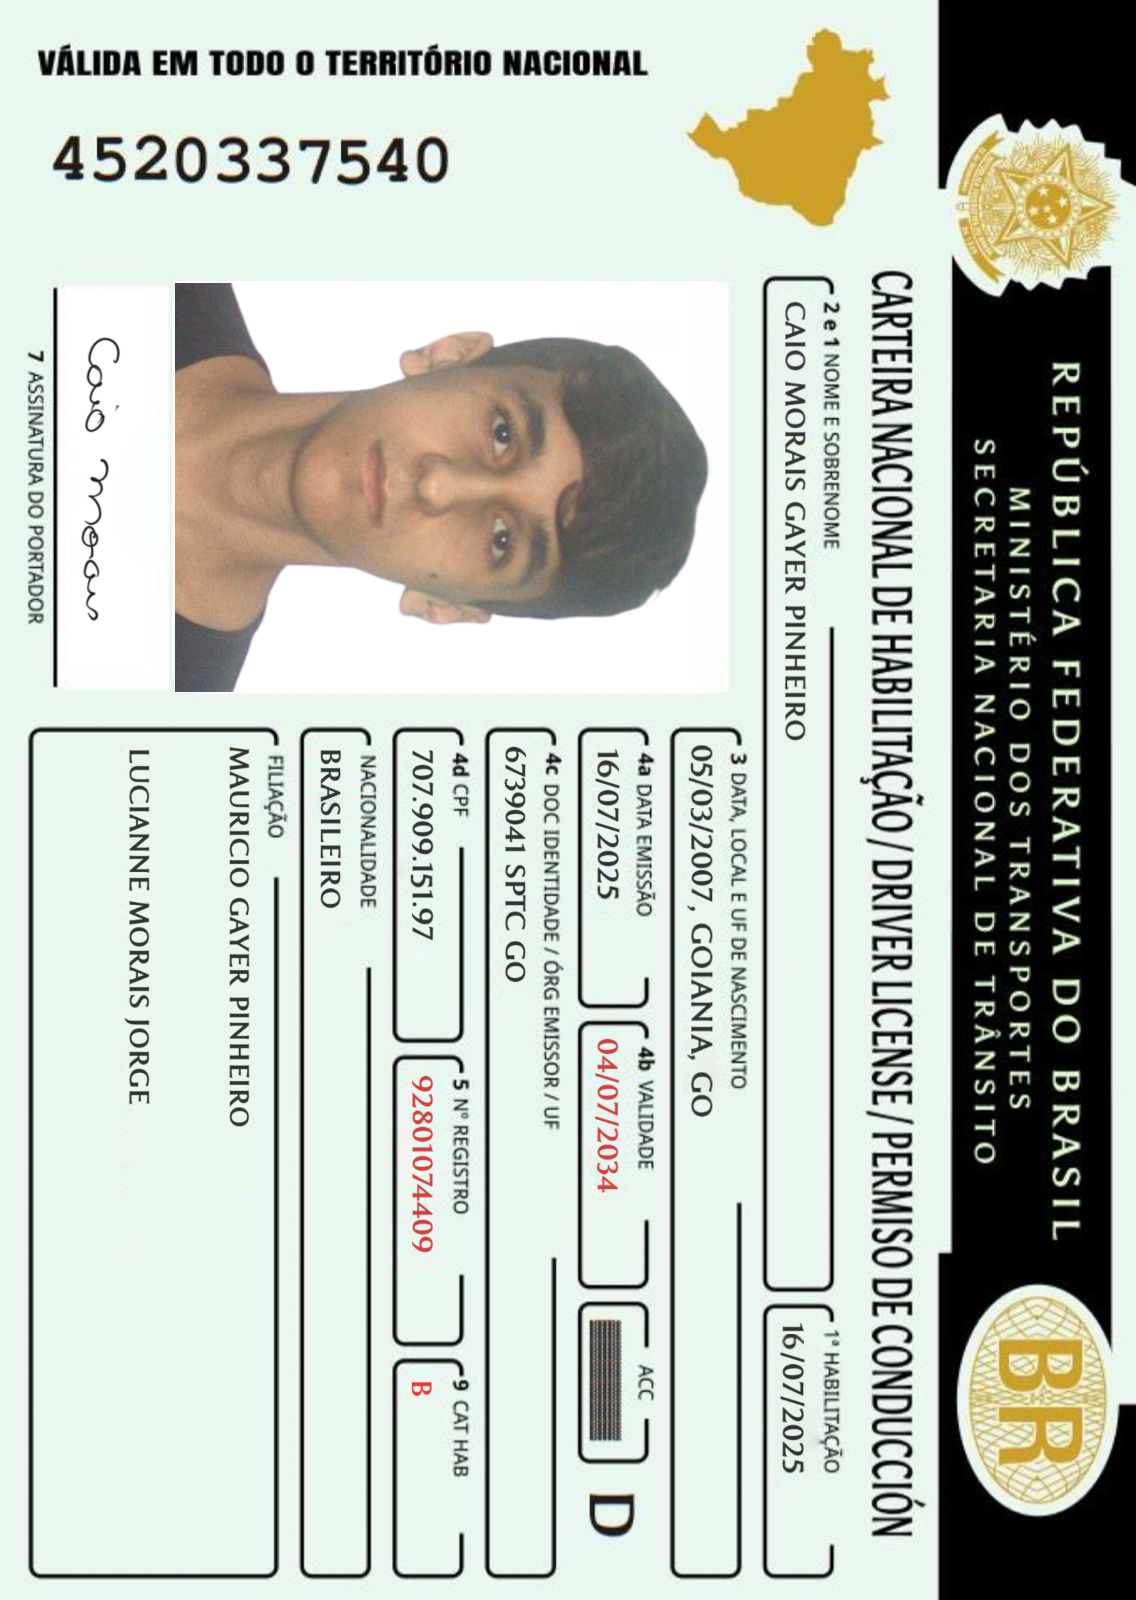 REPÚBLICA FEDERATIVA DO BRASIL
MINISTÉRIO DOS TRANSPORTES
SECRETARIA NACIONAL DE TRÂNSITO
BR
CARTEIRA NACIONAL DE HABILITAÇÃO / DRIVER LICENSE / PERMISO DE CONDUCCIÓN
2 e 1 NOME E SOBRENOME
CAIO MORAIS GAYER PINHEIRO
1ª HABILITAÇÃO
16/07/2025
3 DATA, LOCAL E UF DE NASCIMENTO
05/03/2007 , GOIANIA, GO
4a DATA EMISSÃO
16/07/2025
4b VALIDADE
04/07/2034
ACC
D
4c DOC IDENTIDADE / ÓRG EMISSOR / UF
6739041 SPTC GO
4d CPF
707.909.151.97
5 Nº REGISTRO
92801074409
9 CAT HAB
B
NACIONALIDADE
BRASILEIRO
FILIAÇÃO
MAURICIO GAYER PINHEIRO
LUCIANNE MORAIS JORGE
Caio Morais
7 ASSINATURA DO PORTADOR
VÁLIDA EM TODO O TERRITÓRIO NACIONAL
4520337540